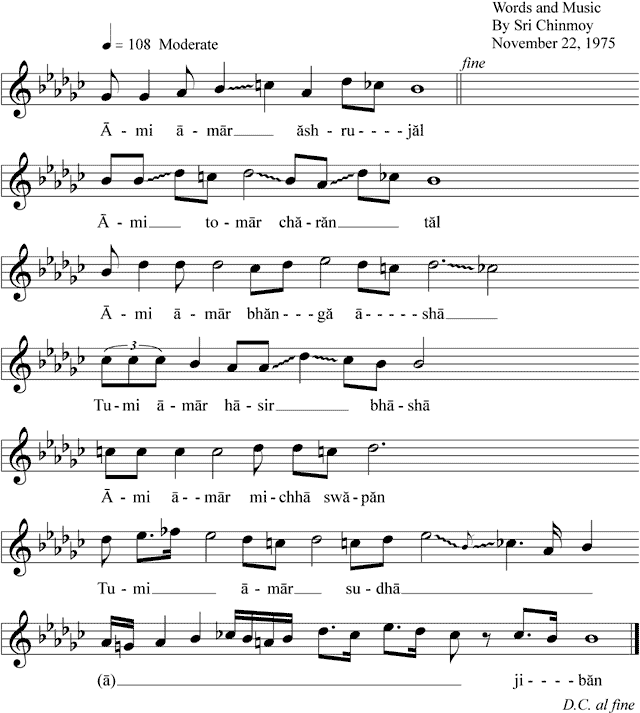 Words and Music
By Sri Chinmoy
November 22, 1975
♩ = 108 Moderate
fine
Ā - mi ā - mār ăsh - ru - - - - jăl
Ā - mi to - mār chă - răn tăl
Ā - mi ā - mār bhăn - - - gă ā - - - - - shā
3
Tu - mi ā - mār hā - sir bhā - shā
Ā - mi ā - - mār mi - chhā swă - păn
Tu - mi ā - mār su - dhā
(ā) ji - - - - băn
D.C. al fine